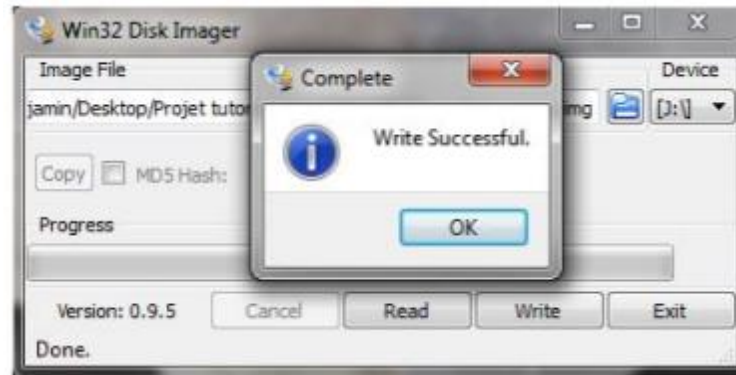 Win32 Disk Imager
Image File
Device
jamin/Desktop/Projet tutor
img
[J:\]
Complete
Write Successful.
OK
Copy
MD5 Hash:
Progress
Version: 0.9.5
Cancel
Read
Write
Exit
Done.